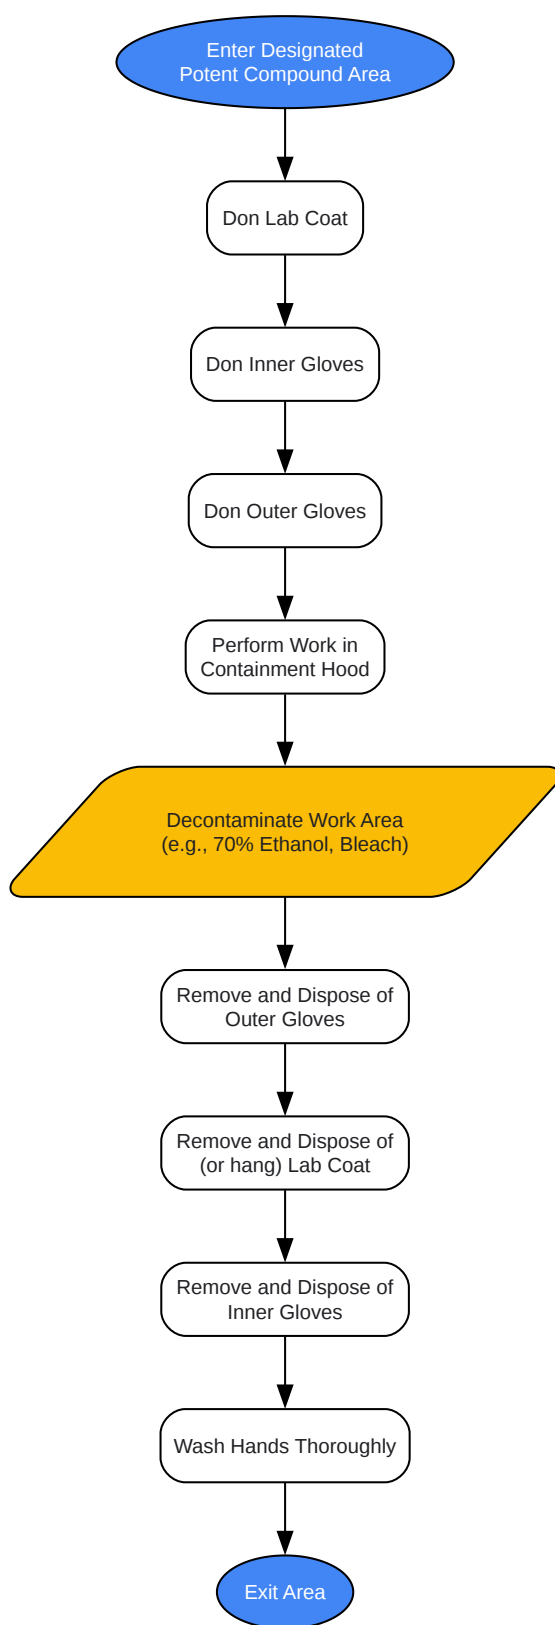 Enter Designated
Potent Compound Area
Don Lab Coat
Don Inner Gloves
Don Outer Gloves
Perform Work in
Containment Hood
Decontaminate Work Area
(e.g., 70% Ethanol, Bleach)
Remove and Dispose of
Outer Gloves
Remove and Dispose of
(or hang) Lab Coat
Remove and Dispose of
Inner Gloves
Wash Hands Thoroughly
Exit Area